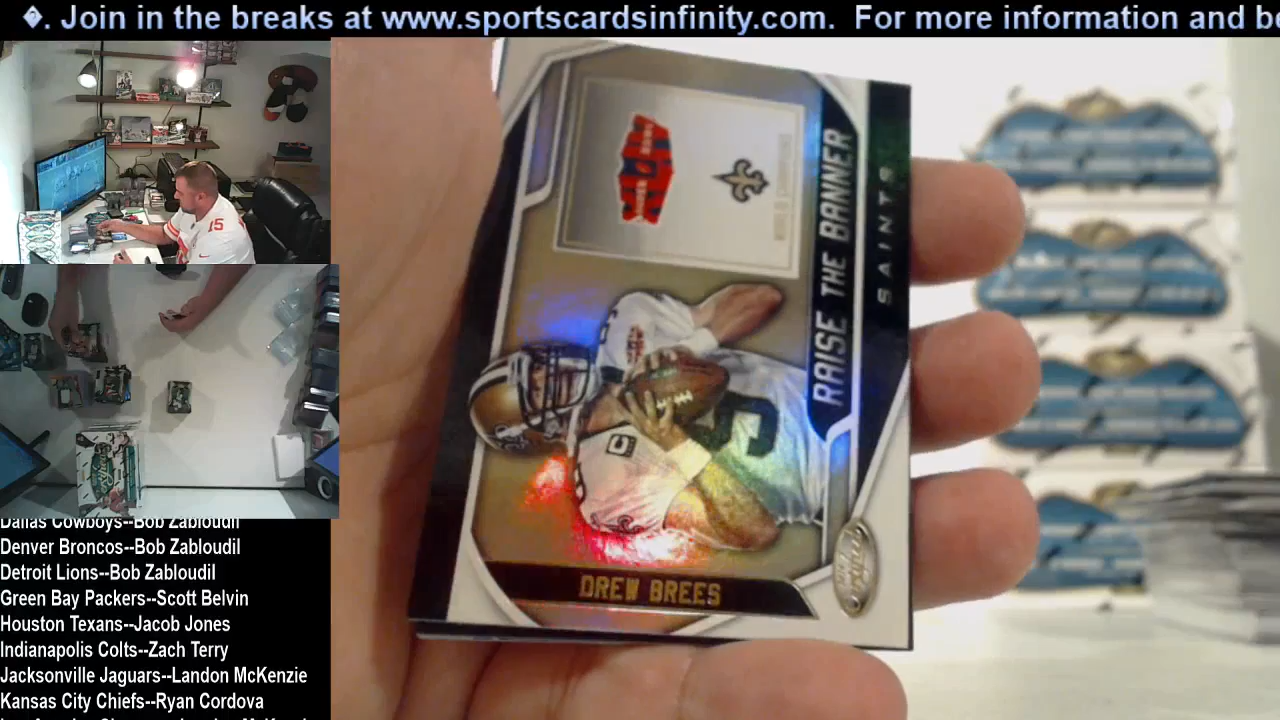 �. Join in the breaks at www.sportscardsinfinity.com. For more information and be
RAISE THE BANNER
SAINTS
DREW BREES
9
C
15
Dallas Cowboys--Bob Zabloudil
Denver Broncos--Bob Zabloudil
Detroit Lions--Bob Zabloudil
Green Bay Packers--Scott Belvin
Houston Texans--Jacob Jones
Indianapolis Colts--Zach Terry
Jacksonville Jaguars--Landon McKenzie
Kansas City Chiefs--Ryan Cordova